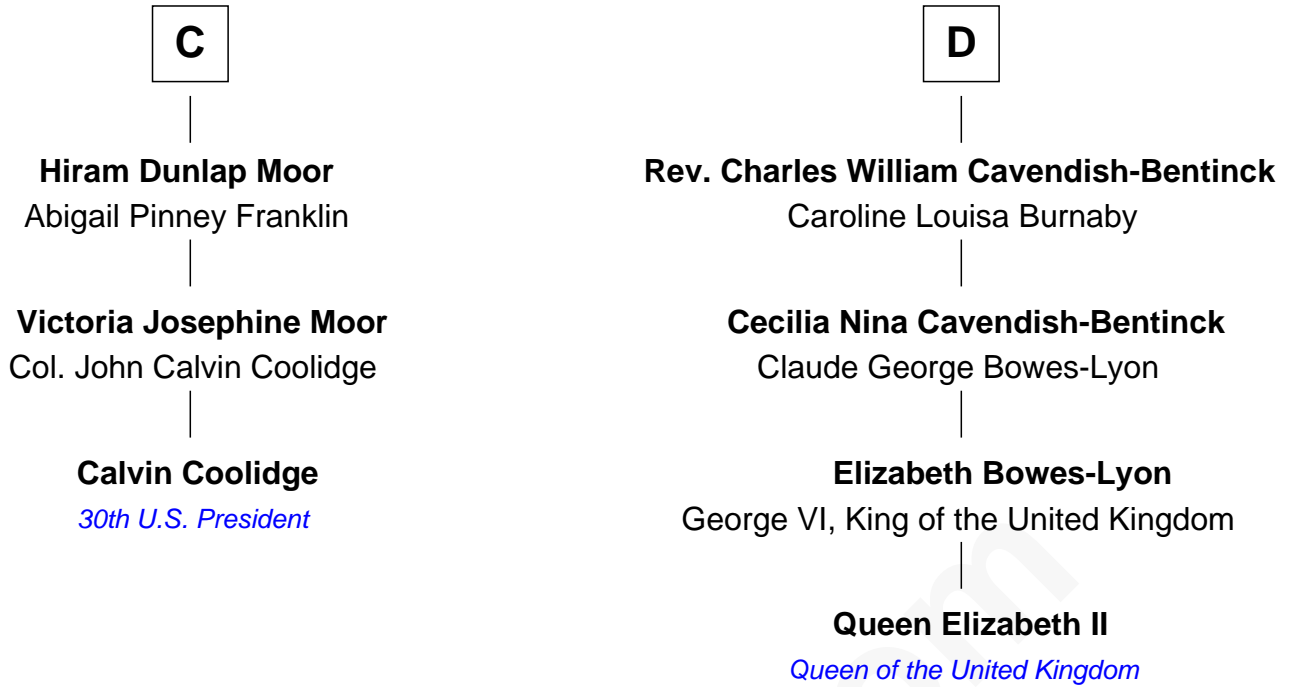 C
Hiram Dunlap Moor
Abigail Pinney Franklin
Victoria Josephine Moor
Col. John Calvin Coolidge
Calvin Coolidge
30th U.S. President
D
Rev. Charles William Cavendish-Bentinck
Caroline Louisa Burnaby
Cecilia Nina Cavendish-Bentinck
Claude George Bowes-Lyon
Elizabeth Bowes-Lyon
George VI, King of the United Kingdom
Queen Elizabeth II
Queen of the United Kingdom